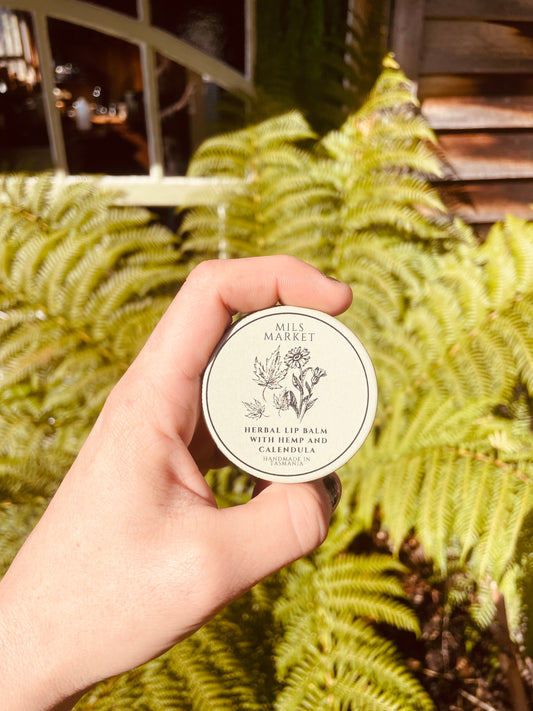 MILS
MARKET
HERBAL LIP BALM
WITH HEMP AND
CALENDULA
HANDMADE IN
TASMANIA